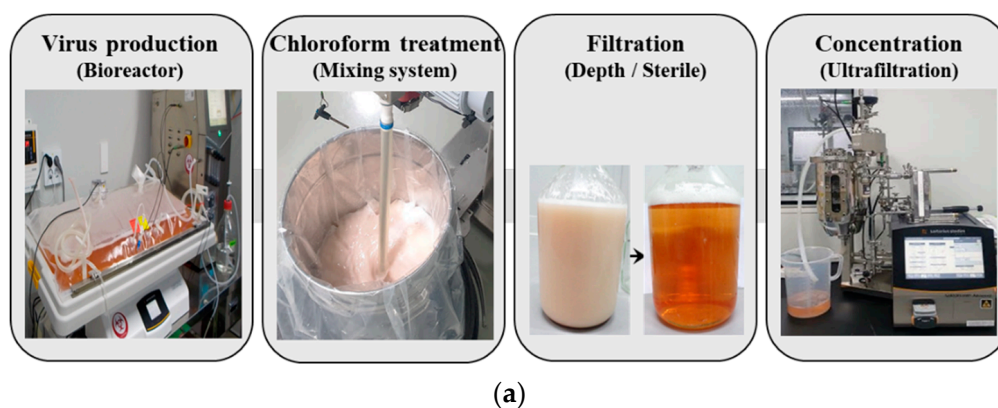 Virus production
(Bioreactor)
Chloroform treatment
(Mixing system)
Filtration
(Depth / Sterile)
Concentration
(Ultrafiltration)
(a)